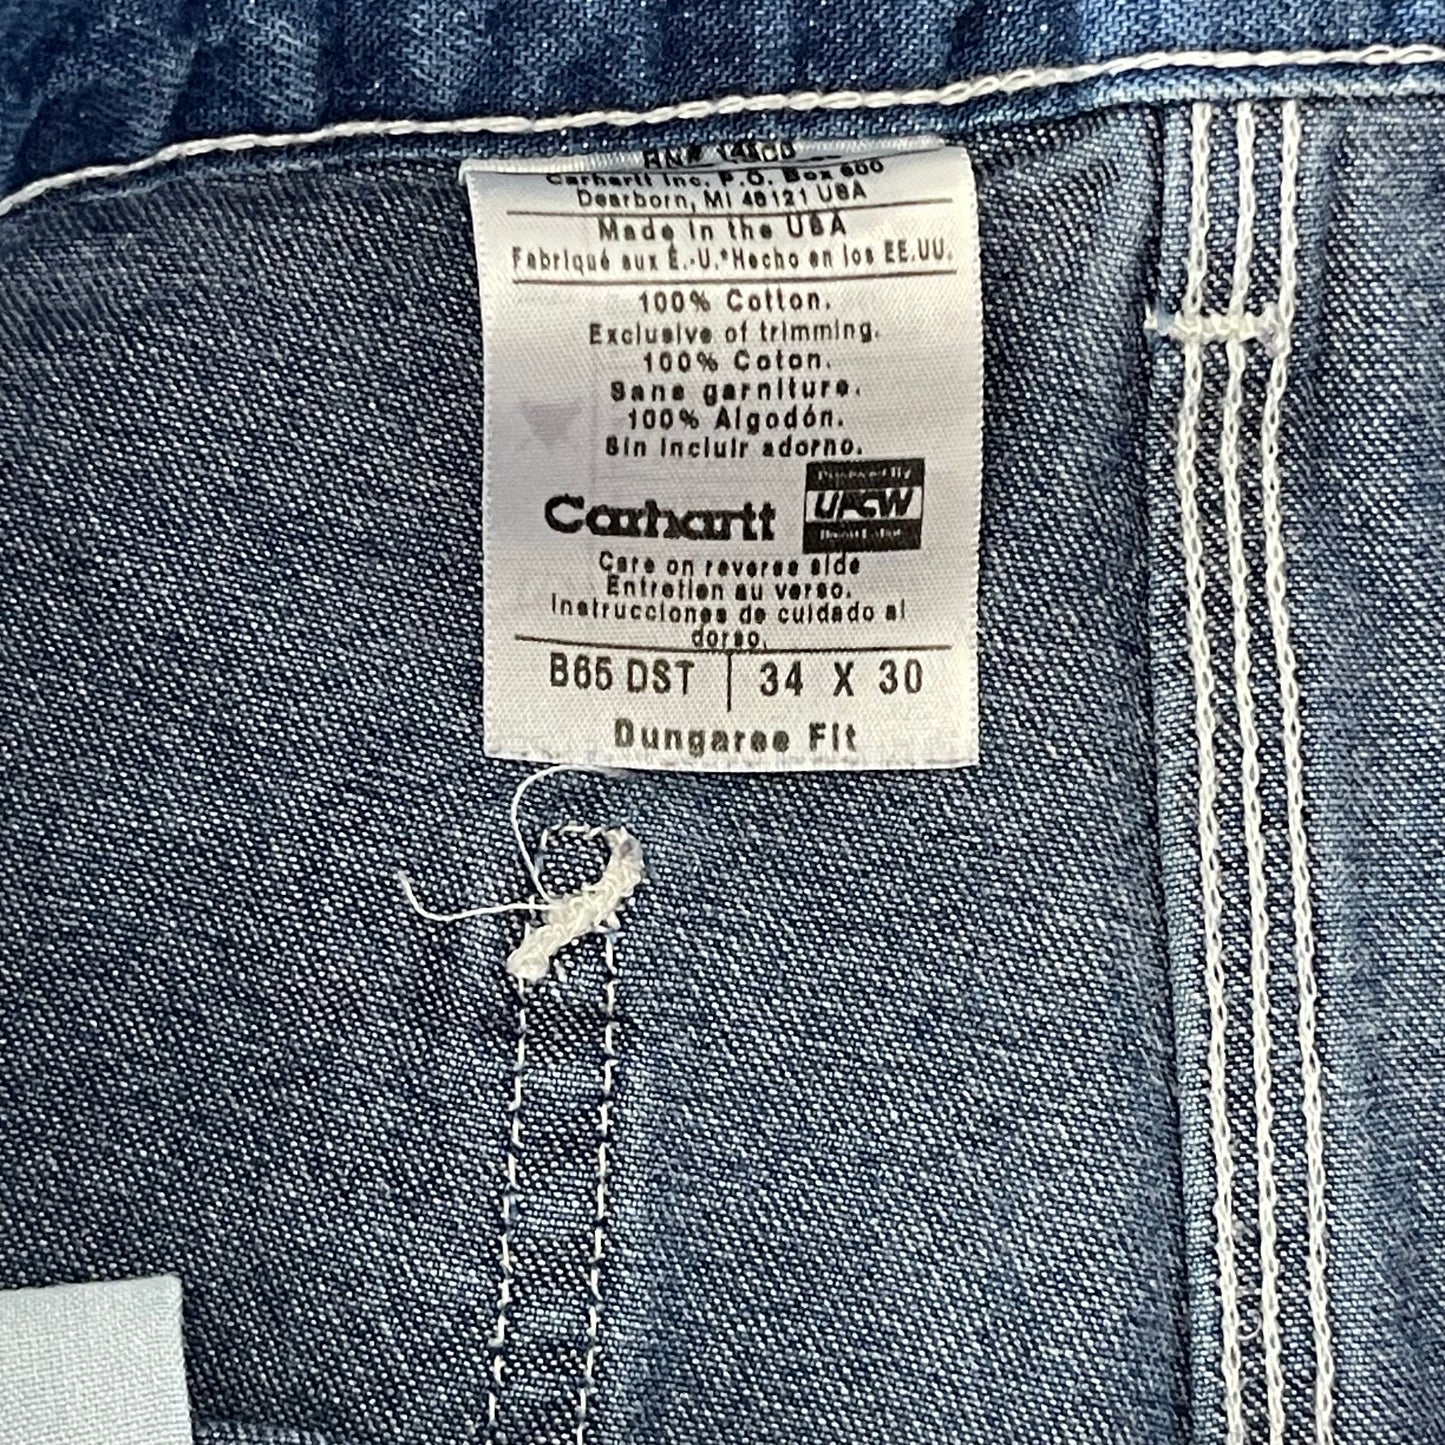 RN# 14806
Carhartt Inc. P.O. Box 600
Dearborn, MI 48121 USA
Made in the USA
Fabriqué aux É.-U.*Hecho en los EE.UU.
100% Cotton.
Exclusive of trimming.
100% Coton.
Sans garniture.
100% Algodón.
Sin incluir adorno.
Carhartt
UFCW
Care on reverse side
Entretien au verso.
Instrucciones de cuidado al
dorso.
B65 DST | 34 X 30
Dungaree Fit